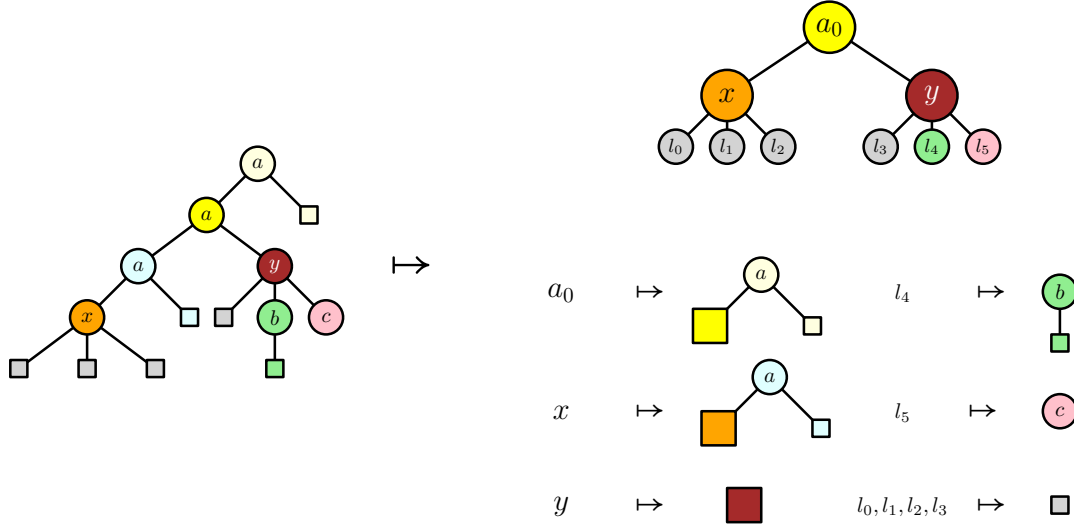 a
a
a y
x b c
↦
a₀
x y
l₀ l₁ l₂ l₃ l₄ l₅
a₀ ↦ a
l₄ ↦ b
x ↦ a
l₅ ↦ c
y ↦
l₀, l₁, l₂, l₃ ↦